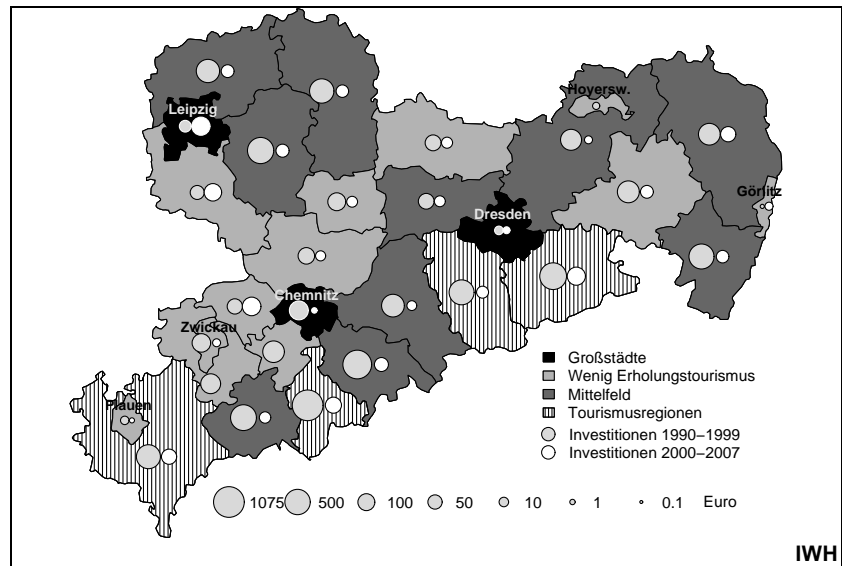 Hoyersw.
Leipzig
Görlitz
Dresden
Chemnitz
Zwickau
Plauen
Großstädte
Wenig Erholungstourismus
Mittelfeld
Tourismusregionen
Investitionen 1990–1999
Investitionen 2000–2007
1075 500 100 50 10 1 0.1 Euro
IWH